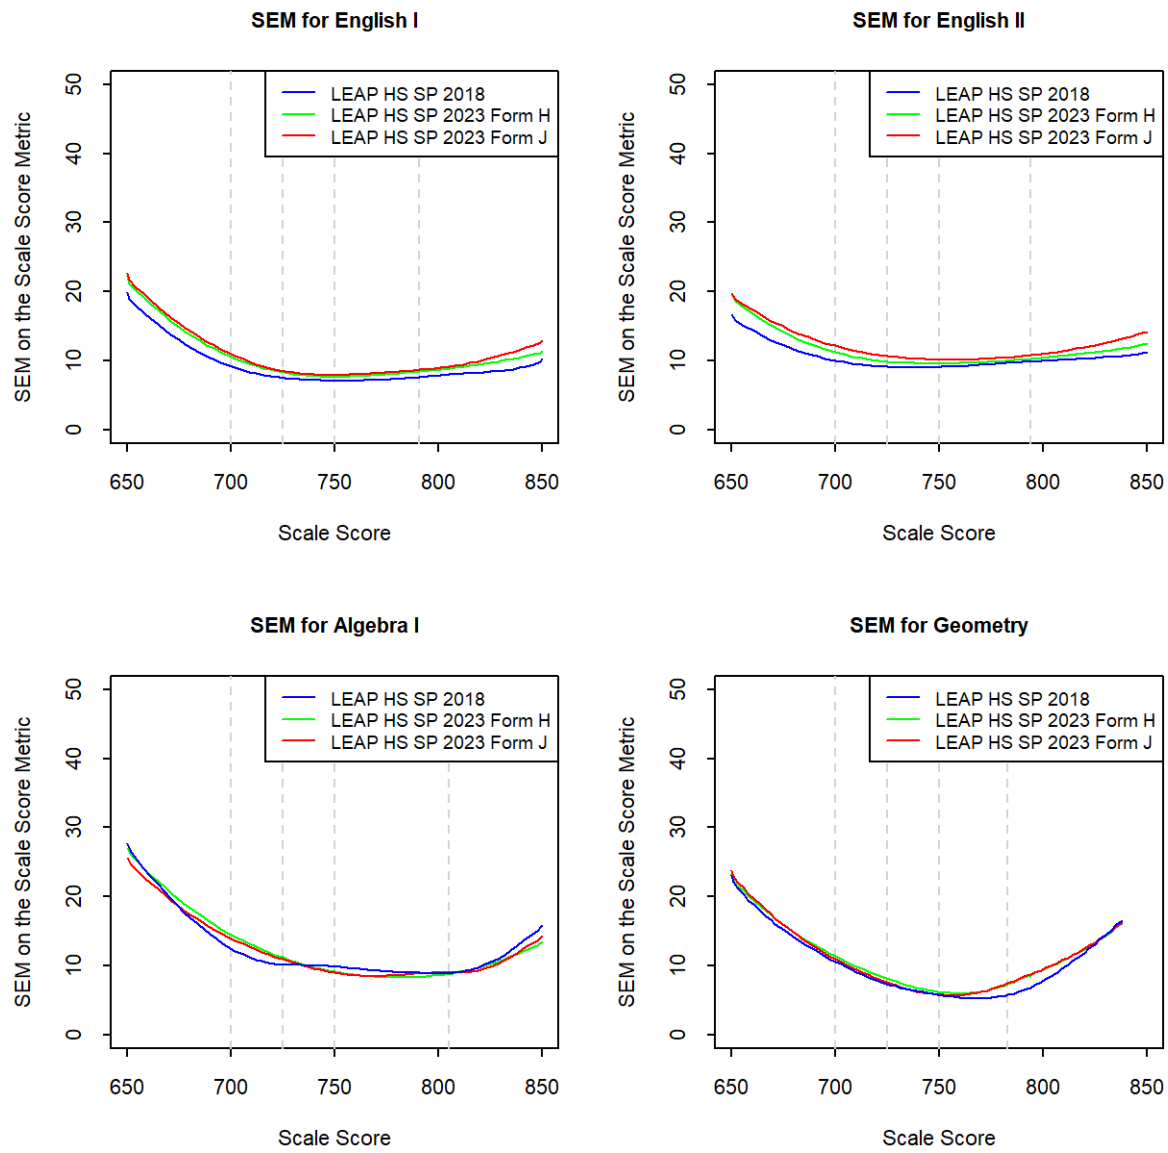 SEM for English I
SEM on the Scale Score Metric
50
40
30
20
10
0
LEAP HS SP 2018
LEAP HS SP 2023 Form H
LEAP HS SP 2023 Form J
650 700 750 800 850
Scale Score
SEM for English II
SEM on the Scale Score Metric
50
40
30
20
10
0
LEAP HS SP 2018
LEAP HS SP 2023 Form H
LEAP HS SP 2023 Form J
650 700 750 800 850
Scale Score
SEM for Algebra I
SEM on the Scale Score Metric
50
40
30
20
10
0
LEAP HS SP 2018
LEAP HS SP 2023 Form H
LEAP HS SP 2023 Form J
650 700 750 800 850
Scale Score
SEM for Geometry
SEM on the Scale Score Metric
50
40
30
20
10
0
LEAP HS SP 2018
LEAP HS SP 2023 Form H
LEAP HS SP 2023 Form J
650 700 750 800 850
Scale Score